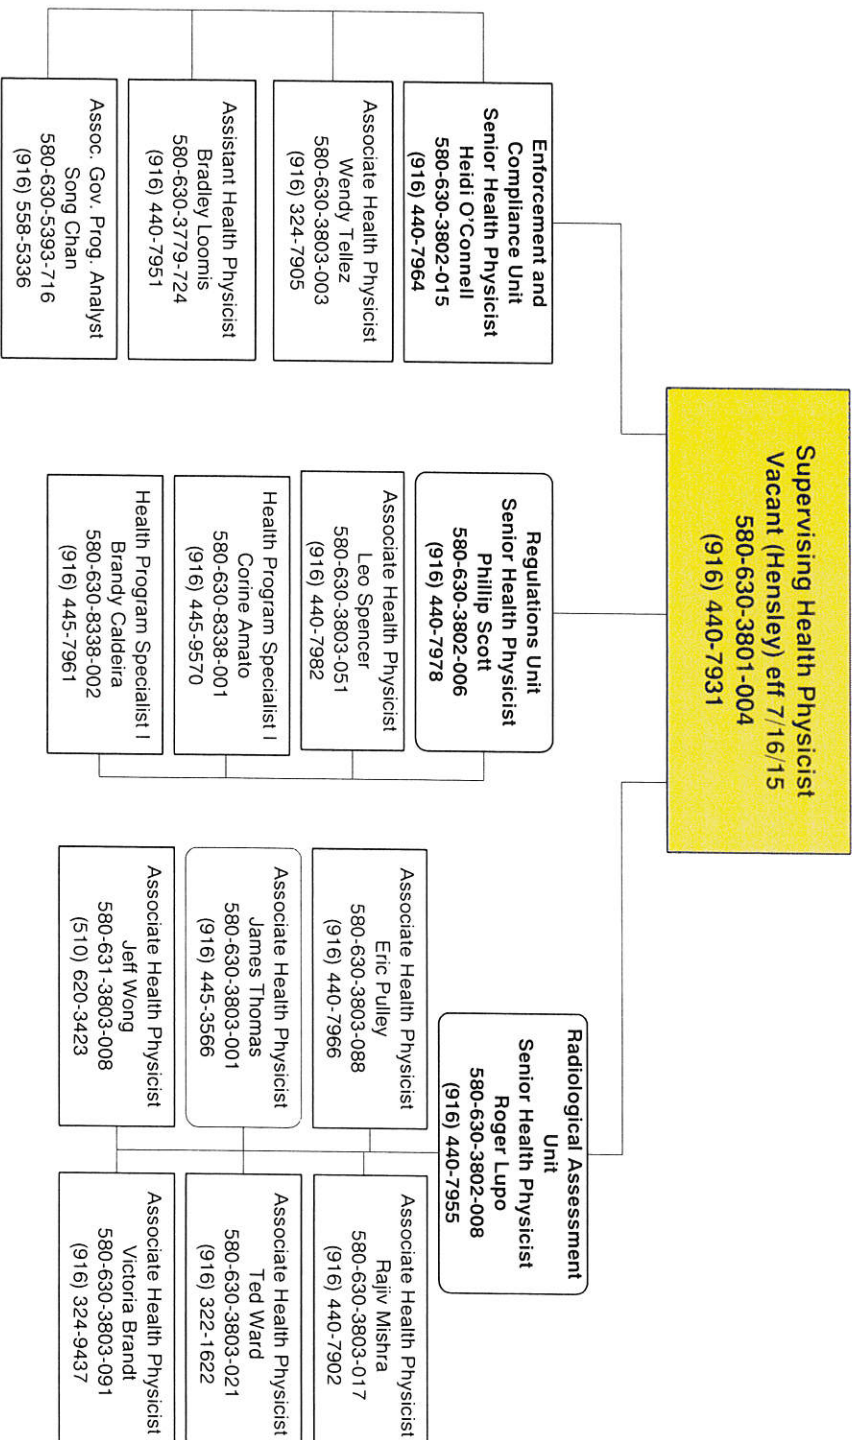 Supervising Health Physicist
Vacant (Hensley) eff 7/16/15
580-630-3801-004
(916) 440-7931
Enforcement and
Compliance Unit
Senior Health Physicist
Heidi O'Connell
580-630-3802-015
(916) 440-7964
Associate Health Physicist
Wendy Tellez
580-630-3803-003
(916) 324-7905
Assistant Health Physicist
Bradley Loomis
580-630-3779-724
(916) 440-7951
Assoc. Gov. Prog. Analyst
Song Chan
580-630-5393-716
(916) 558-5336
Regulations Unit
Senior Health Physicist
Phillip Scott
580-630-3802-006
(916) 440-7978
Associate Health Physicist
Leo Spencer
580-630-3803-051
(916) 440-7982
Health Program Specialist I
Corine Amato
580-630-8338-001
(916) 445-9570
Health Program Specialist I
Brandy Caldeira
580-630-8338-002
(916) 445-7961
Radiological Assessment
Unit
Senior Health Physicist
Roger Lupo
580-630-3802-008
(916) 440-7955
Associate Health Physicist
Eric Pulley
580-630-3803-088
(916) 440-7966
Associate Health Physicist
Rajiv Mishra
580-630-3803-017
(916) 440-7902
Associate Health Physicist
James Thomas
580-630-3803-001
(916) 445-3566
Associate Health Physicist
Ted Ward
580-630-3803-021
(916) 322-1622
Associate Health Physicist
Jeff Wong
580-631-3803-008
(510) 620-3423
Associate Health Physicist
Victoria Brandt
580-630-3803-091
(916) 324-9437